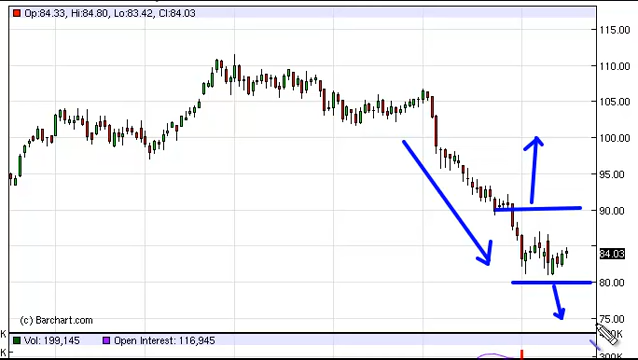 Op:84.33, Hi:84.80, Lo:83.42, Cl:84.03
115.00
110.00
105.00
100.00
95.00
90.00
84.03
80.00
75.00
(c) Barchart.com
K
Vol: 199,145 Open Interest: 116,945
K
300K